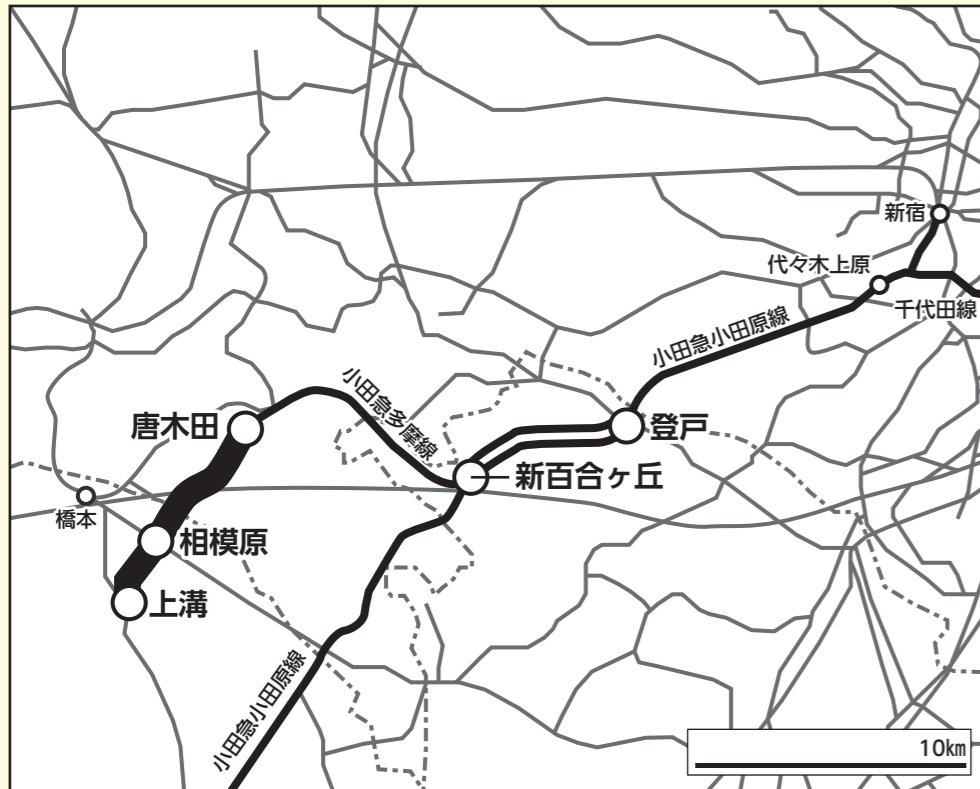 新宿
代々木上原
千代田線
小田急小田原線
小田急多摩線
唐木田
登戸
新百合ヶ丘
橋本
相模原
上溝
小田急小田原線
10km